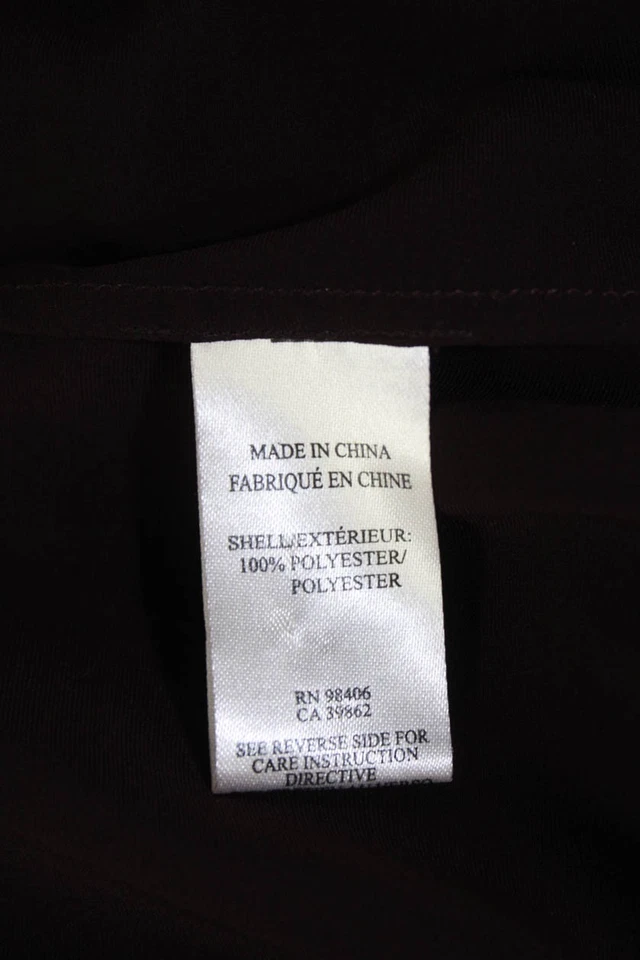 MADE IN CHINA
FABRIQUÉ EN CHINE
SHELL/EXTÉRIEUR:
100% POLYESTER/
POLYESTER
RN 98406
CA 39862
SEE REVERSE SIDE FOR
CARE INSTRUCTION
DIRECTIVE